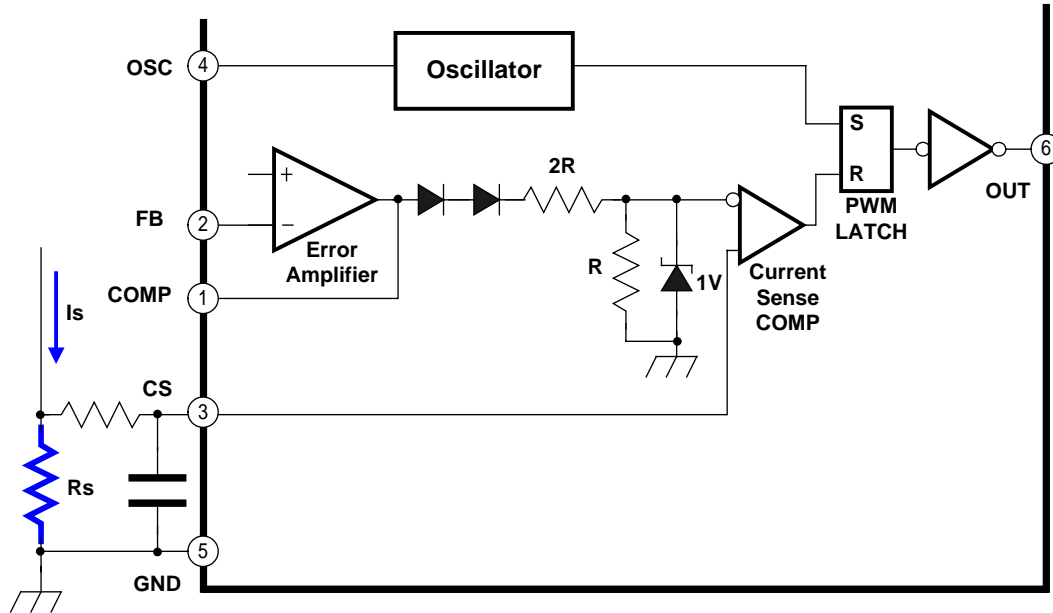 OSC
4
Oscillator
S
R
PWM
LATCH
6
OUT
+
−
Error
Amplifier
2R
R
1V
Current
Sense
COMP
FB
2
COMP
1
Is
CS
3
Rs
5
GND